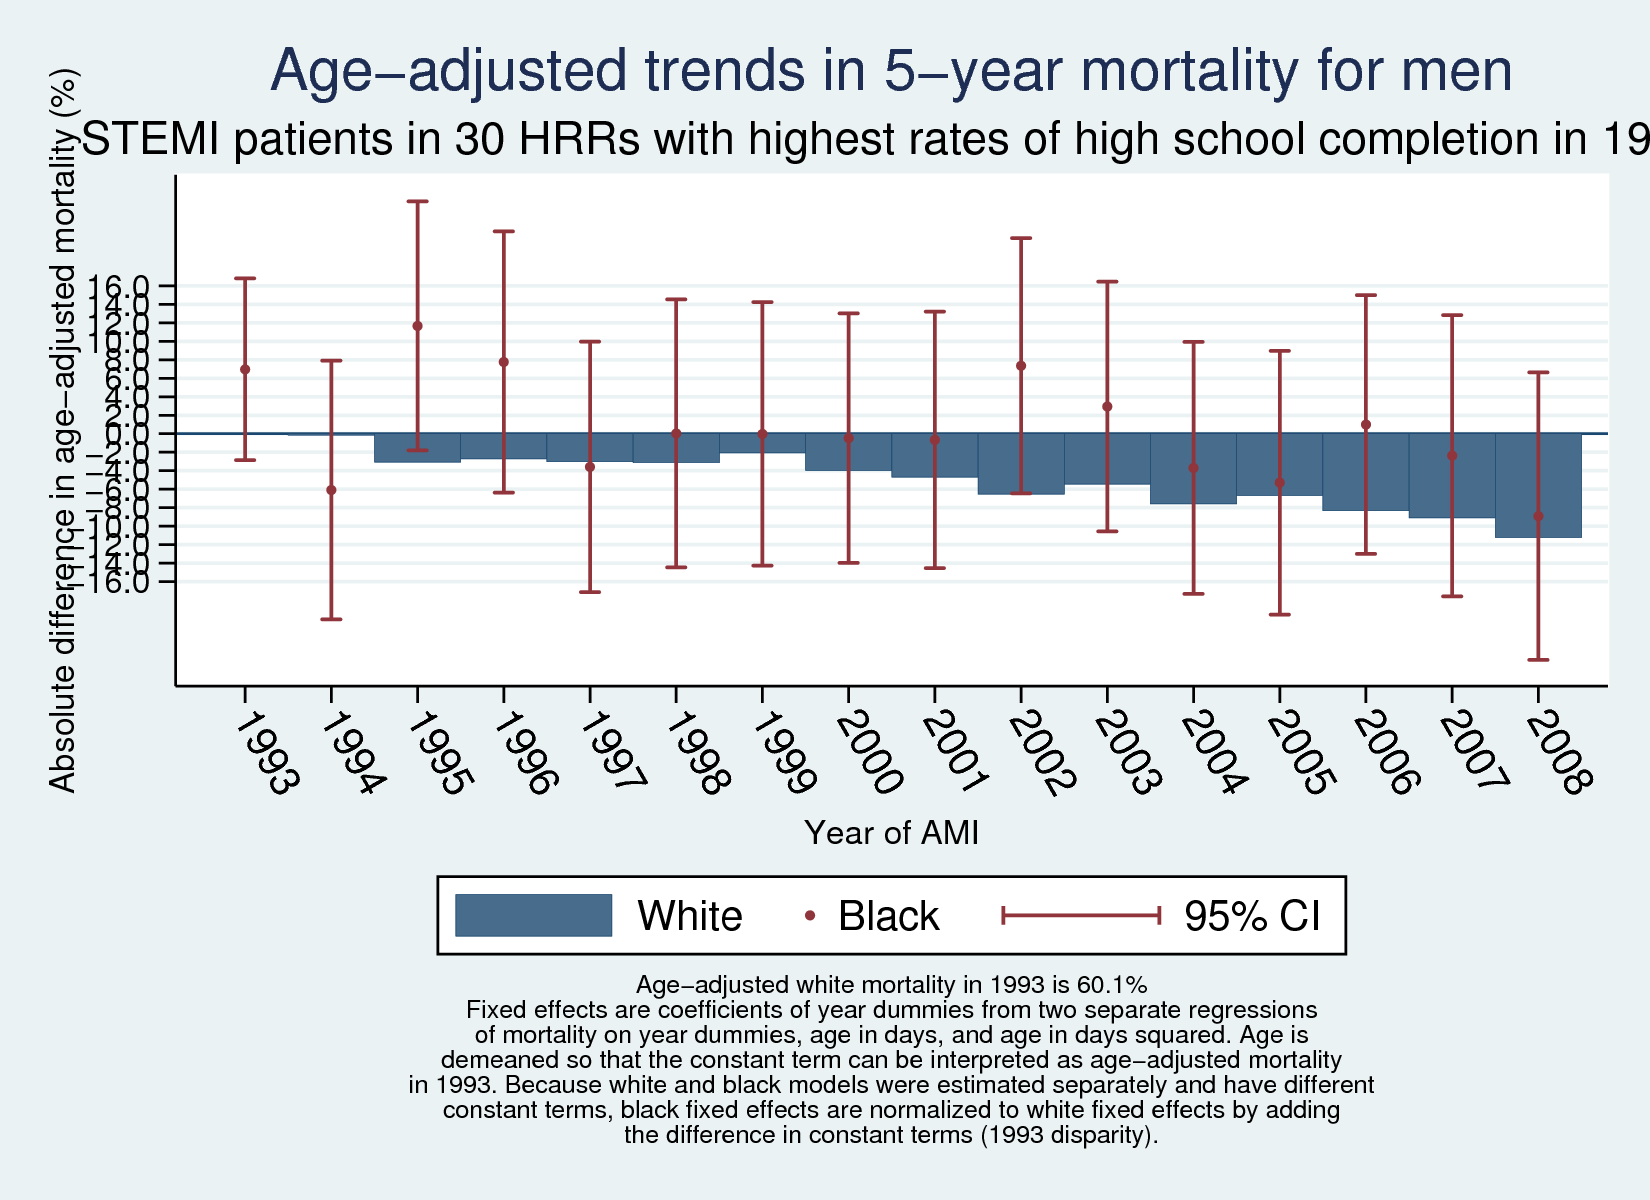 Age−adjusted trends in 5−year mortality for men
STEMI patients in 30 HRRs with highest rates of high school completion in 19
Absolute difference in age−adjusted mortality (%)
16.0
14.0
12.0
10.0
8.0
6.0
4.0
2.0
0.0
−2.0
−4.0
−6.0
−8.0
−10.0
−12.0
−14.0
−16.0
1993 1994 1995 1996 1997 1998 1999 2000 2001 2002 2003 2004 2005 2006 2007 2008
Year of AMI
White Black 95% CI
Age−adjusted white mortality in 1993 is 60.1%
Fixed effects are coefficients of year dummies from two separate regressions
of mortality on year dummies, age in days, and age in days squared. Age is
demeaned so that the constant term can be interpreted as age−adjusted mortality
in 1993. Because white and black models were estimated separately and have different
constant terms, black fixed effects are normalized to white fixed effects by adding
the difference in constant terms (1993 disparity).